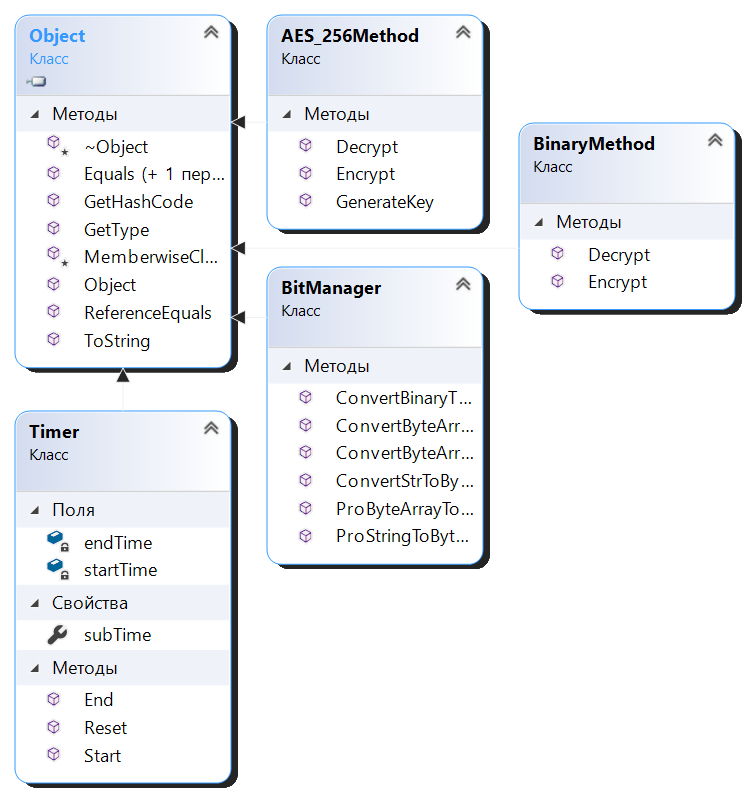 Object
Класс
Методы
~Object
Equals (+ 1 пер...
GetHashCode
GetType
MemberwiseCl...
Object
ReferenceEquals
ToString
AES_256Method
Класс
Методы
Decrypt
Encrypt
GenerateKey
BinaryMethod
Класс
Методы
Decrypt
Encrypt
BitManager
Класс
Методы
ConvertBinaryT...
ConvertByteArr...
ConvertByteArr...
ConvertStrToBy...
ProByteArrayTo...
ProStringToByt...
Timer
Класс
Поля
endTime
startTime
Свойства
subTime
Методы
End
Reset
Start